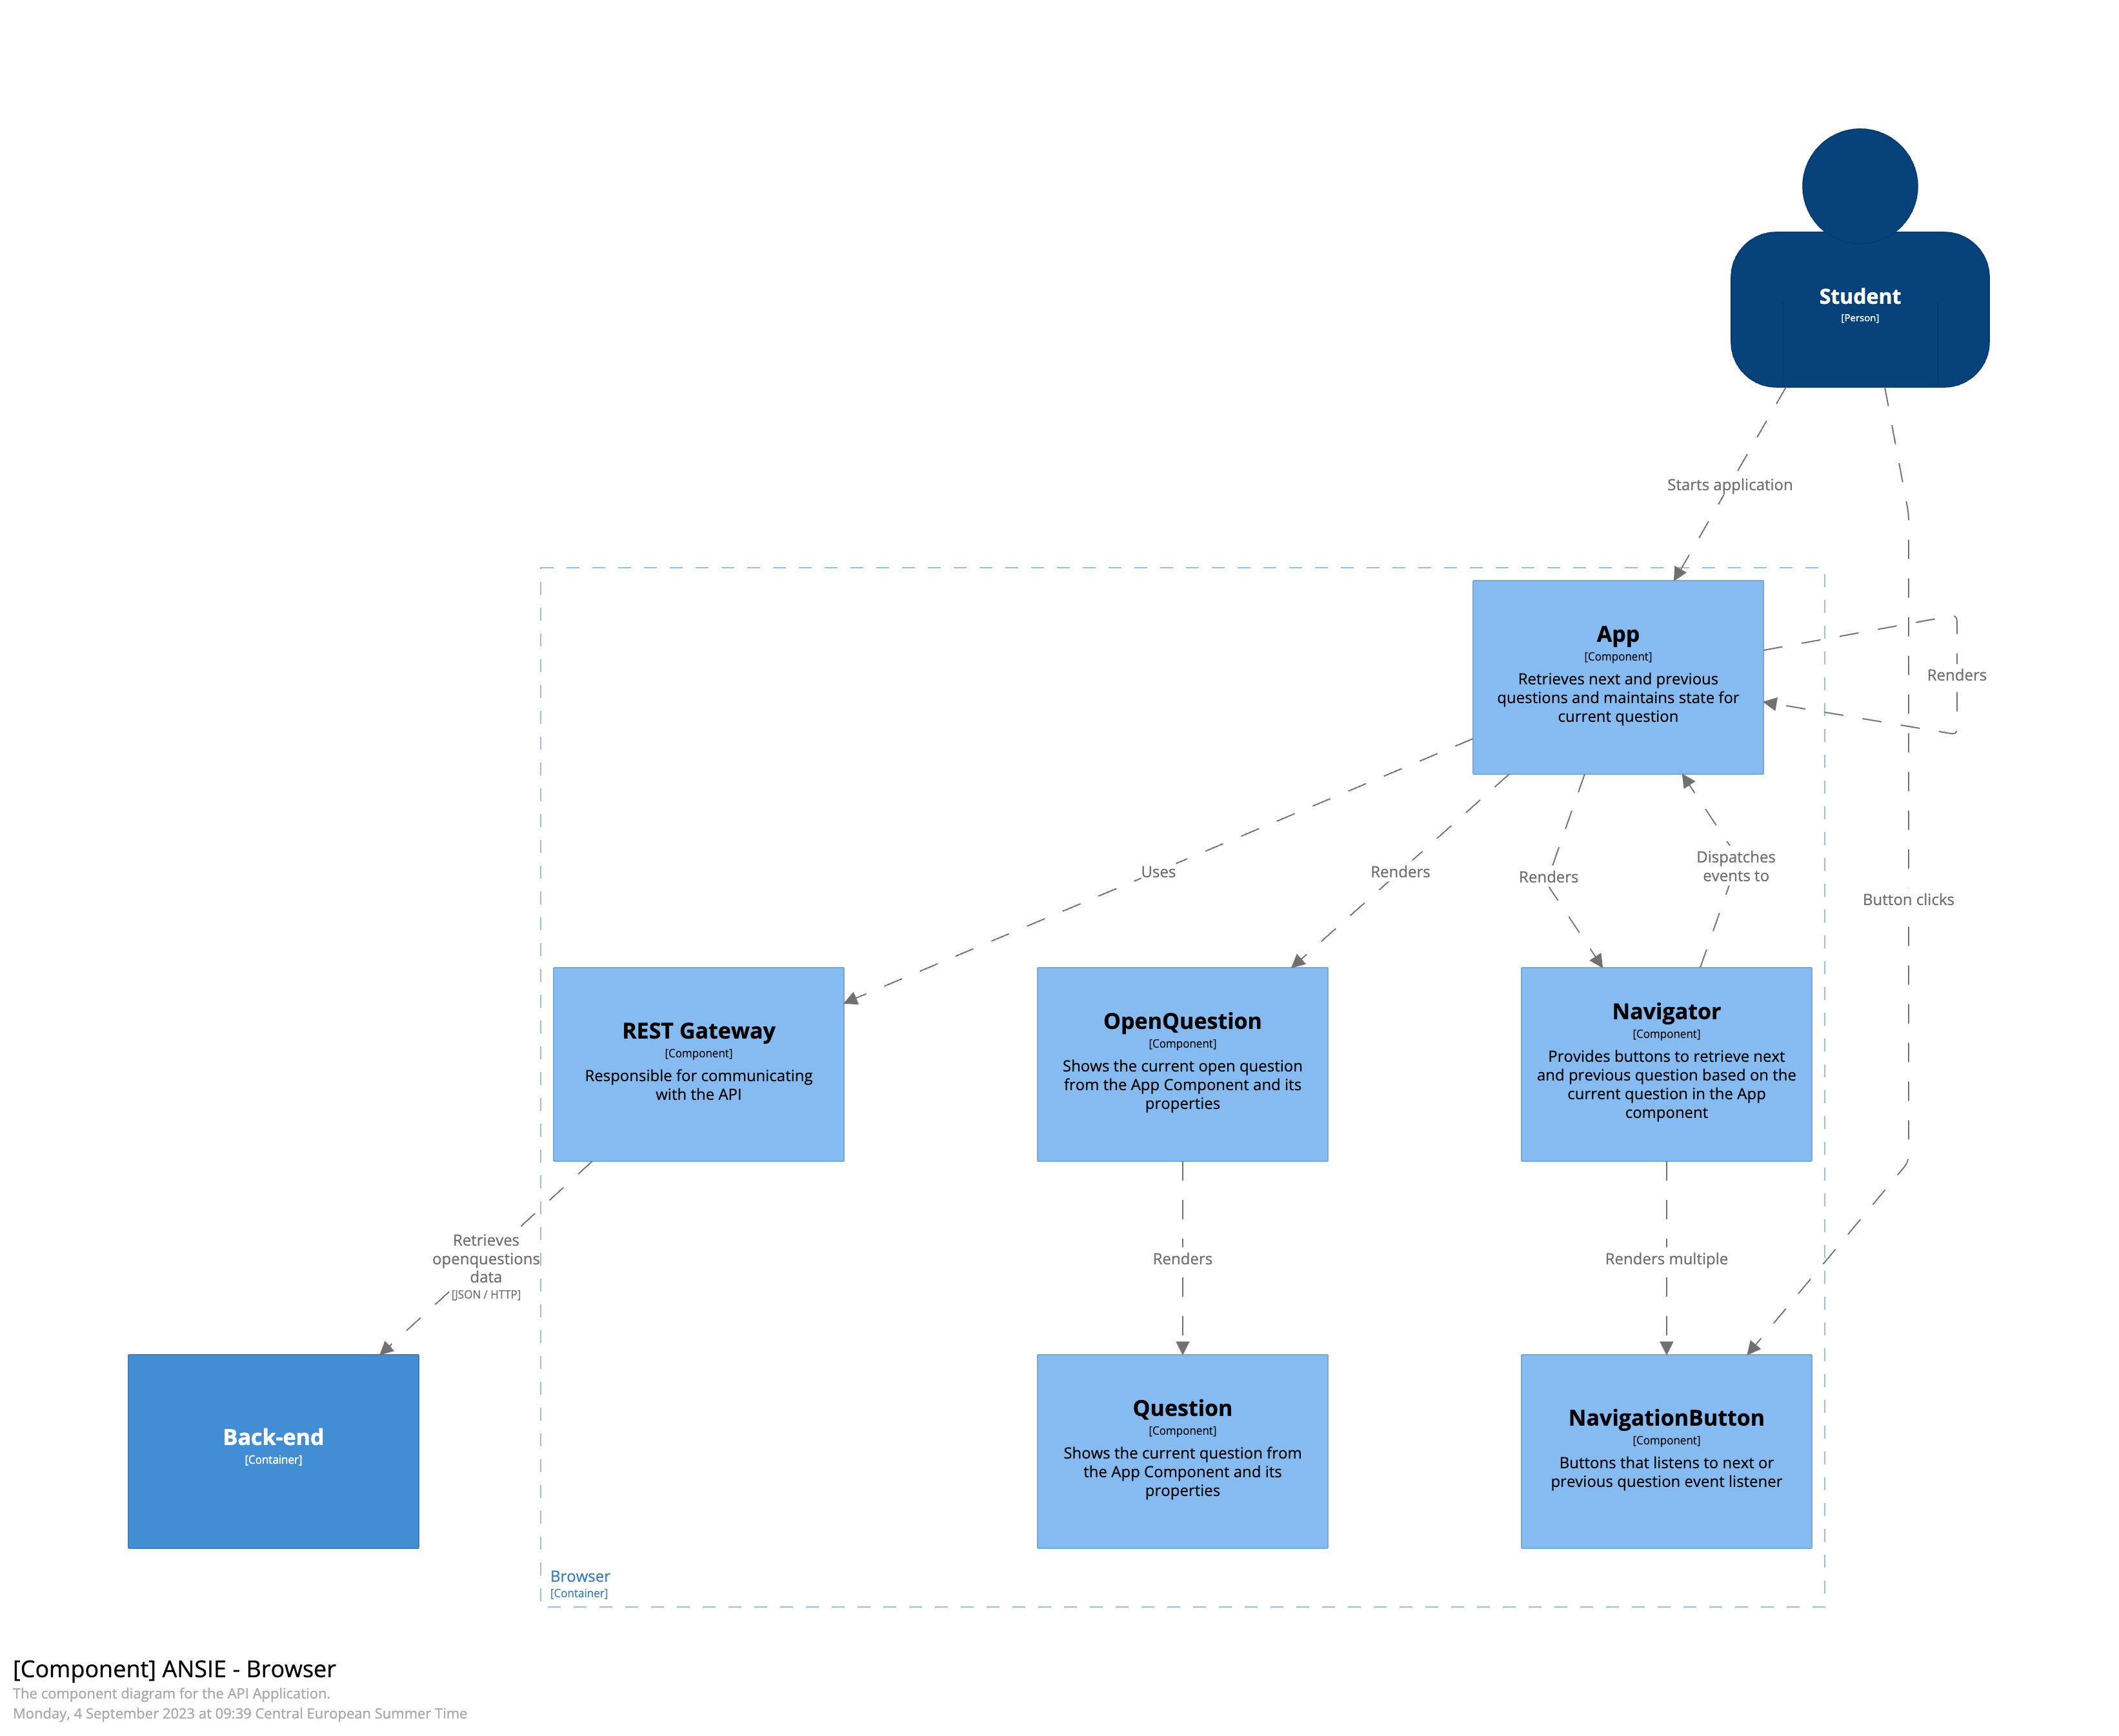 Student
[Person]
Starts application
App
[Component]
Retrieves next and previous
questions and maintains state for
current question
Renders
Uses
Renders
Renders
Dispatches
events to
Button clicks
REST Gateway
[Component]
Responsible for communicating
with the API
OpenQuestion
[Component]
Shows the current open question
from the App Component and its
properties
Navigator
[Component]
Provides buttons to retrieve next
and previous question based on the
current question in the App
component
Retrieves
openquestions
data
[JSON / HTTP]
Renders
Renders multiple
Back-end
[Container]
Question
[Component]
Shows the current question from
the App Component and its
properties
NavigationButton
[Component]
Buttons that listens to next or
previous question event listener
Browser
[Container]
[Component] ANSIE - Browser
The component diagram for the API Application.
Monday, 4 September 2023 at 09:39 Central European Summer Time